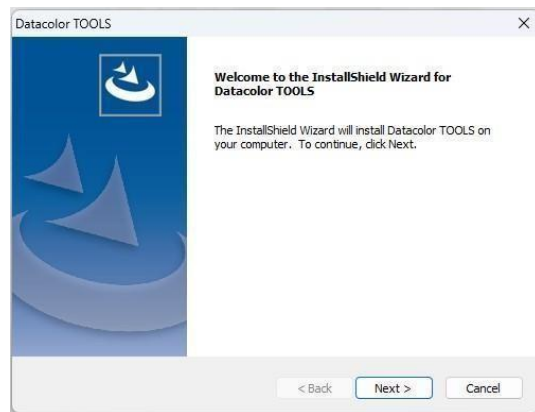 Datacolor TOOLS
Welcome to the InstallShield Wizard for
Datacolor TOOLS
The InstallShield Wizard will install Datacolor TOOLS on
your computer. To continue, click Next.
< Back
Next >
Cancel